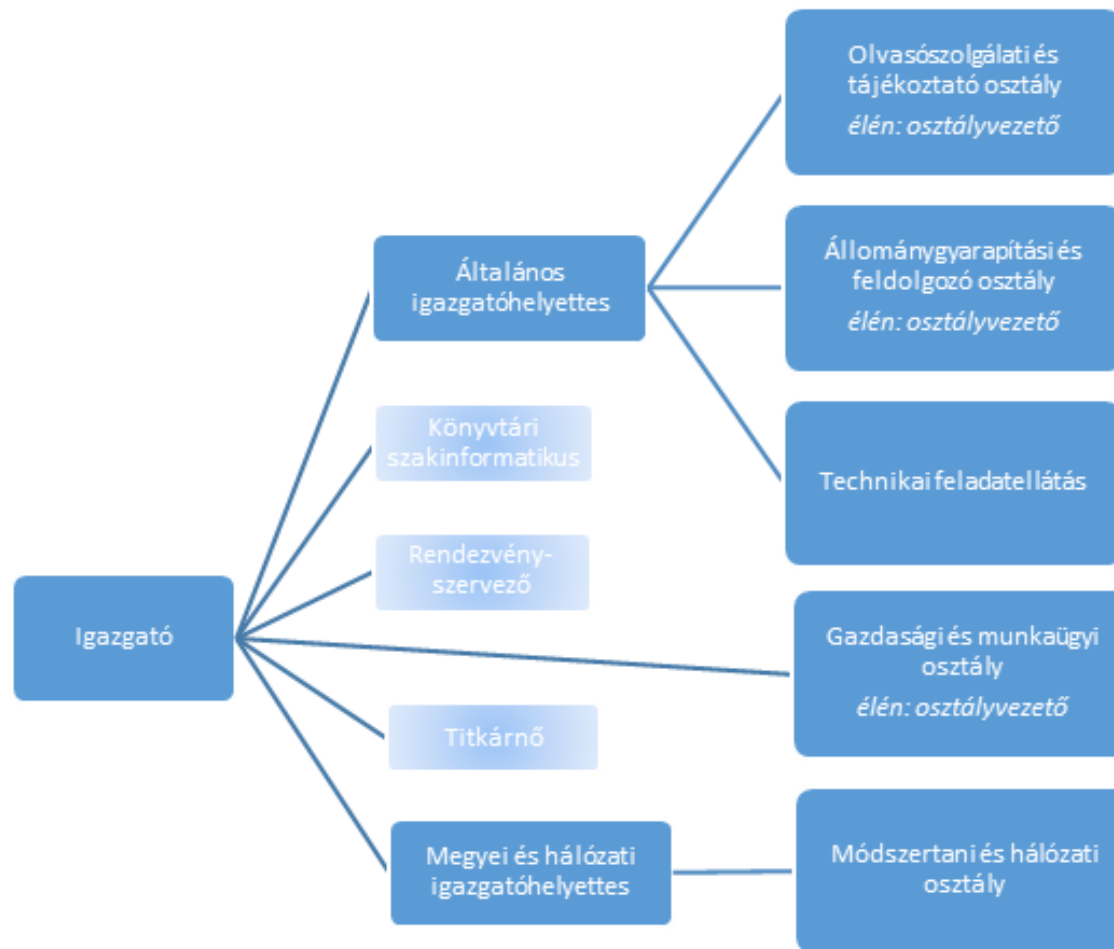 Olvasószolgálati és
tájékoztató osztály
élén: osztályvezető
Általános
igazgatóhelyettes
Állománygyarapítási és
feldolgozó osztály
élén: osztályvezető
Könyvtári
szakinformatikus
Technikai feladatellátás
Rendezvény-
szervező
Igazgató
Gazdasági és munkaügyi
osztály
élén: osztályvezető
Titkárnő
Megyei és hálózati
igazgatóhelyettes
Módszertani és hálózati
osztály